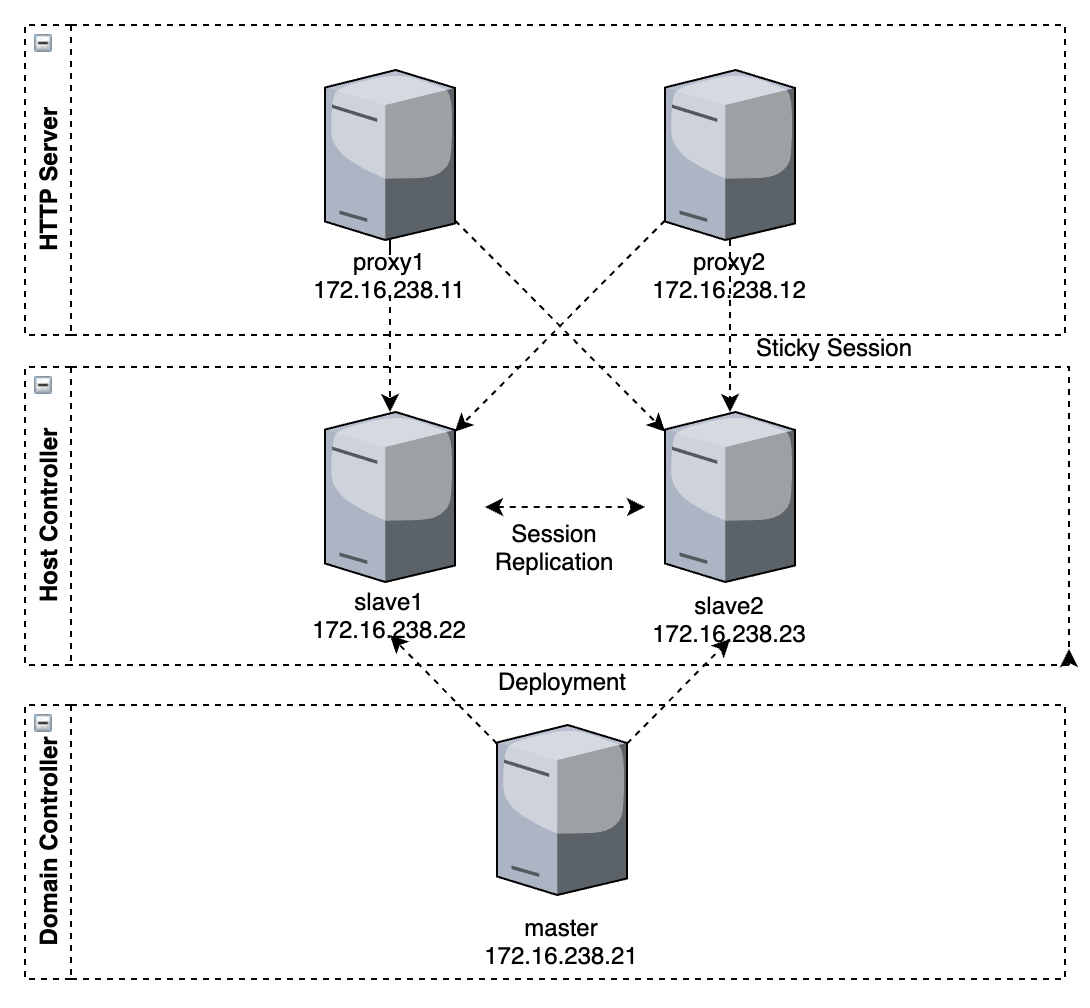 HTTP Server
proxy1
172.16.238.11
proxy2
172.16.238.12
Sticky Session
Host Controller
Session
Replication
slave1
172.16.238.22
slave2
172.16.238.23
Deployment
Domain Controller
master
172.16.238.21